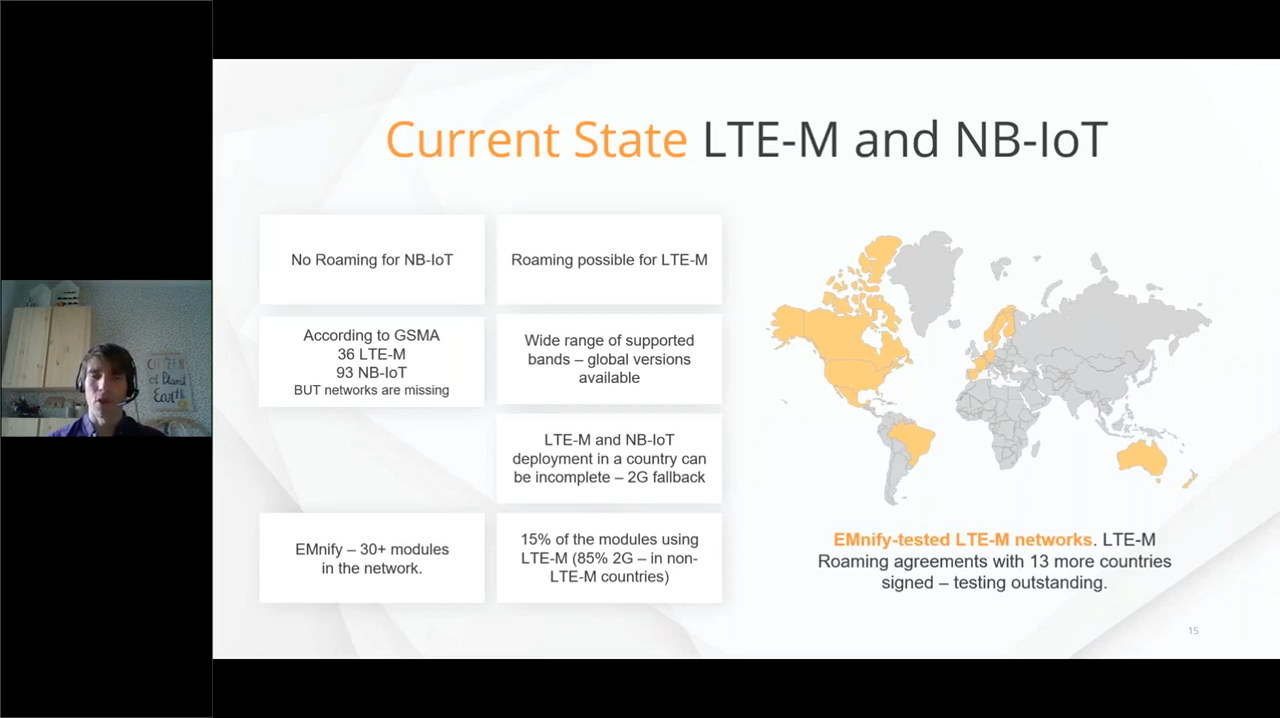 Current State LTE-M and NB-IoT
No Roaming for NB-IoT
Roaming possible for LTE-M
According to GSMA
36 LTE-M
93 NB-IoT
BUT networks are missing
Wide range of supported
bands – global versions
available
LTE-M and NB-IoT
deployment in a country can
be incomplete – 2G fallback
EMnify – 30+ modules
in the network.
15% of the modules using
LTE-M (85% 2G – in non-
LTE-M countries)
EMnify-tested LTE-M networks. LTE-M
Roaming agreements with 13 more countries
signed – testing outstanding.
15
CITIZEN
of Planet
Earth